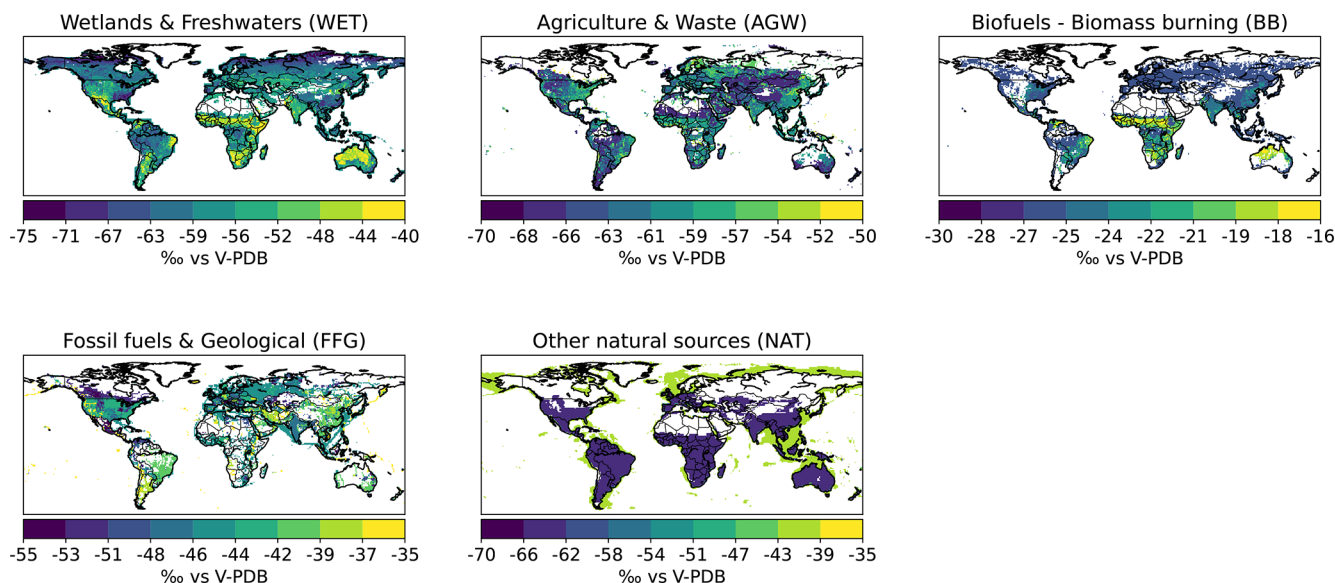 Wetlands & Freshwaters (WET)
Agriculture & Waste (AGW)
Biofuels - Biomass burning (BB)
-75 -71 -67 -63 -59 -56 -52 -48 -44 -40
‰ vs V-PDB
-70 -68 -66 -63 -61 -59 -57 -54 -52 -50
‰ vs V-PDB
-30 -28 -27 -25 -24 -22 -21 -19 -18 -16
‰ vs V-PDB
Fossil fuels & Geological (FFG)
Other natural sources (NAT)
-55 -53 -51 -48 -46 -44 -42 -39 -37 -35
‰ vs V-PDB
-70 -66 -62 -58 -54 -51 -47 -43 -39 -35
‰ vs V-PDB